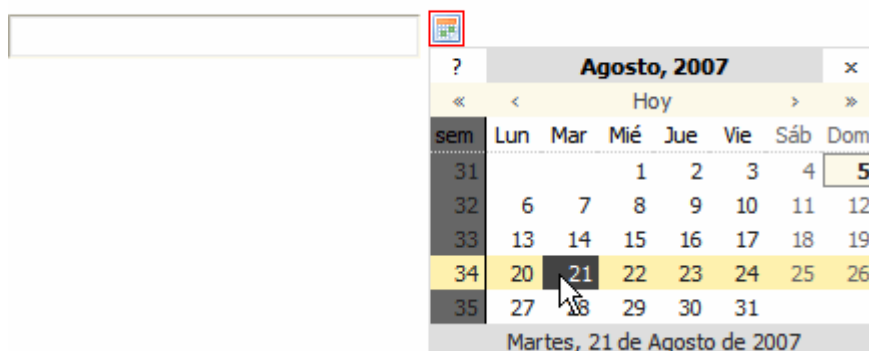 ? Agosto, 2007 ×
« ‹ Hoy › »
sem Lun Mar Mié Jue Vie Sáb Dom
31 1 2 3 4 5
32 6 7 8 9 10 11 12
33 13 14 15 16 17 18 19
34 20 21 22 23 24 25 26
35 27 28 29 30 31
Martes, 21 de Agosto de 2007